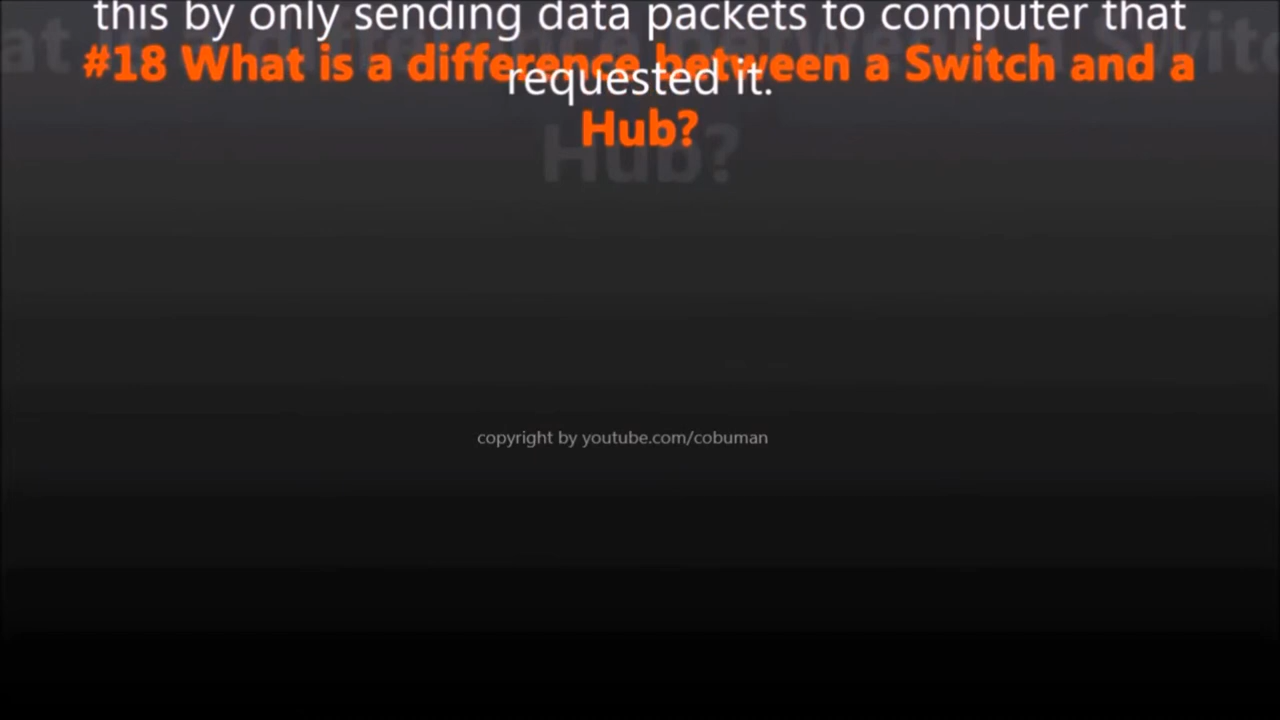 this by only sending data packets to computer that
#18 What is a difference between a Switch and a
requested it.
Hub?
copyright by youtube.com/cobuman